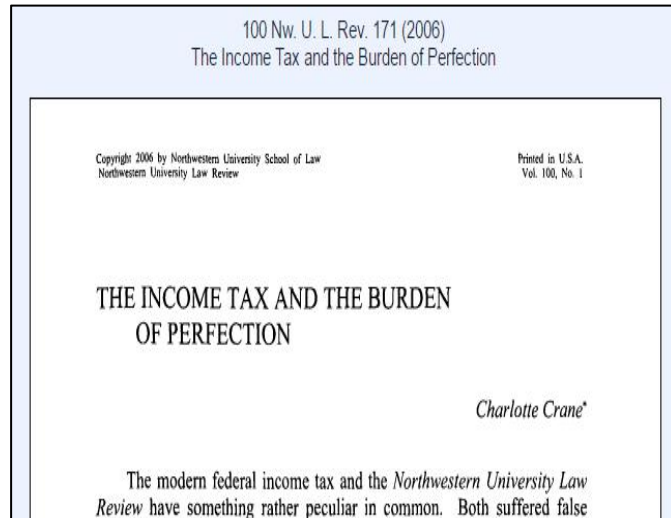 100 Nw. U. L. Rev. 171 (2006)
The Income Tax and the Burden of Perfection
Copyright 2006 by Northwestern University School of Law
Northwestern University Law Review
Printed in U.S.A.
Vol. 100, No. 1
THE INCOME TAX AND THE BURDEN
OF PERFECTION
Charlotte Crane*
The modern federal income tax and the Northwestern University Law
Review have something rather peculiar in common. Both suffered false